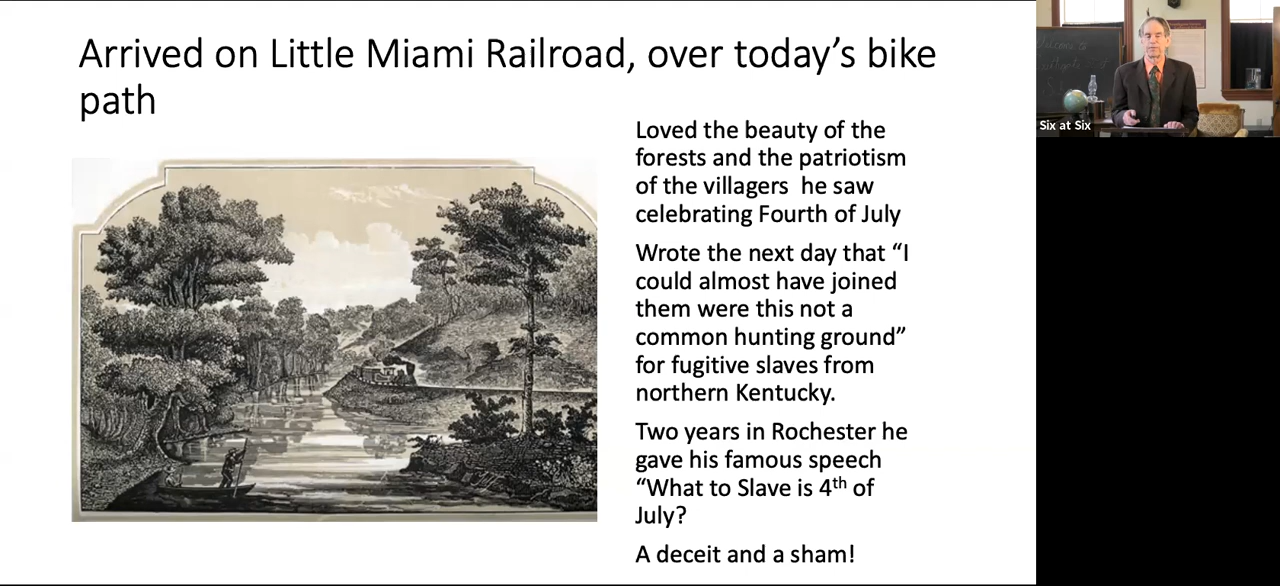 Arrived on Little Miami Railroad, over today’s bike
path
Loved the beauty of the
forests and the patriotism
of the villagers he saw
celebrating Fourth of July
Wrote the next day that “I
could almost have joined
them were this not a
common hunting ground”
for fugitive slaves from
northern Kentucky.
Two years in Rochester he
gave his famous speech
“What to Slave is 4th of
July?
A deceit and a sham!
Six at Six